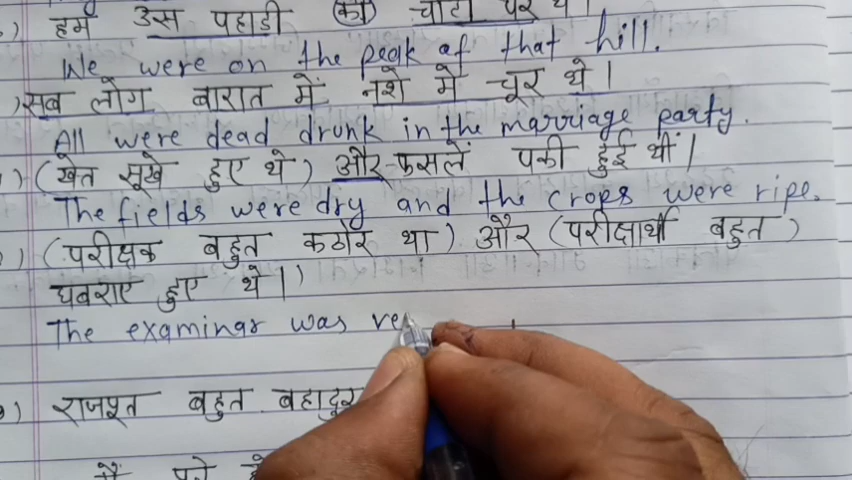 हम उस पहाड़ी की चोटी पर थे।
We were on the peak of that hill.
सब लोग बारात में नशे में चूर थे।
All were dead drunk in the marriage party.
(खेत सूखे हुए थे) और फसलें पकी हुई थीं।
The fields were dry and the crops were ripe.
(परीक्षक बहुत कठोर था) और (परीक्षार्थी बहुत)
घबराए हुए थे।)
The examinar was ve
राजपूत बहुत बहादुर